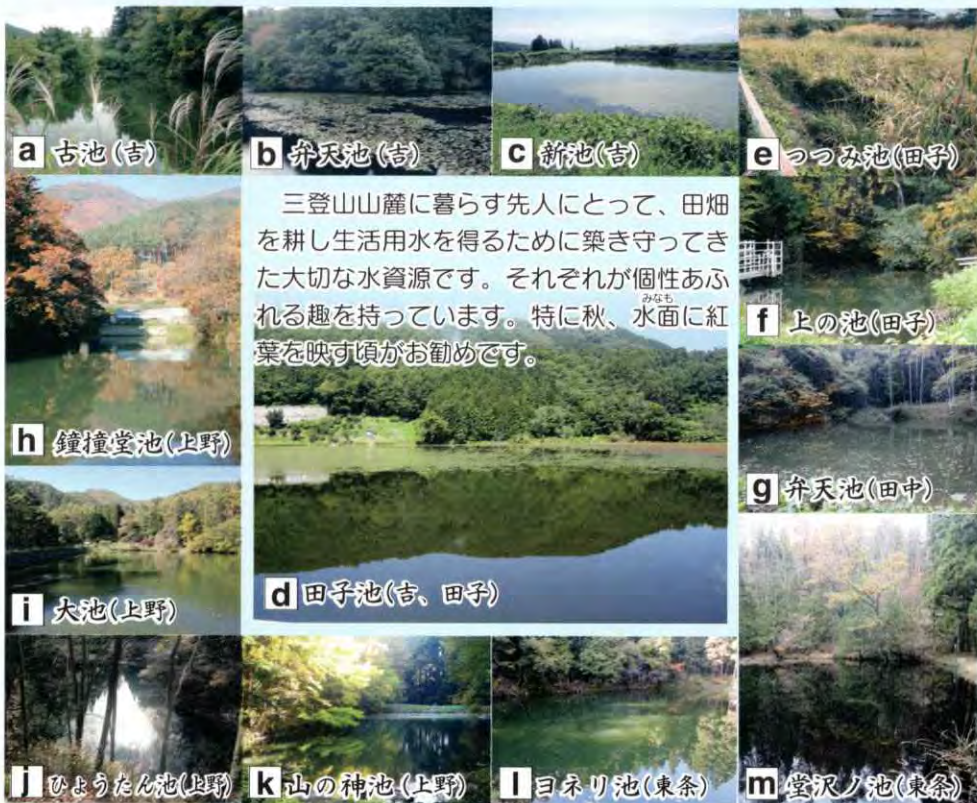 a 古池(吉)
b 弁天池(吉)
c 新池(吉)
e つつみ池(田子)
三登山山麓に暮らす先人にとって、田畑
を耕し生活用水を得るために築き守ってき
た大切な水資源です。それぞれが個性あふ
れる趣を持っています。特に秋、水面に紅
みなも
葉を映す頃がお勧めです。
f 上の池(田子)
h 鐘撞堂池(上野)
g 弁天池(田中)
i 大池(上野)
d 田子池(吉、田子)
j ひょうたん池(上野)
k 山の神池(上野)
l ヨネリ池(東条)
m 堂沢ノ池(東条)